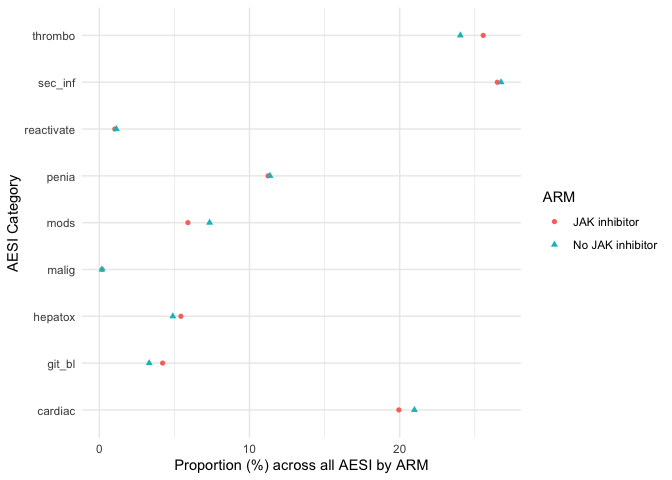 thrombo
sec_inf
reactivate
penia
mods
malig
hepatox
git_bl
cardiac
AESI Category
0
10
20
Proportion (%) across all AESI by ARM
ARM
JAK inhibitor
No JAK inhibitor